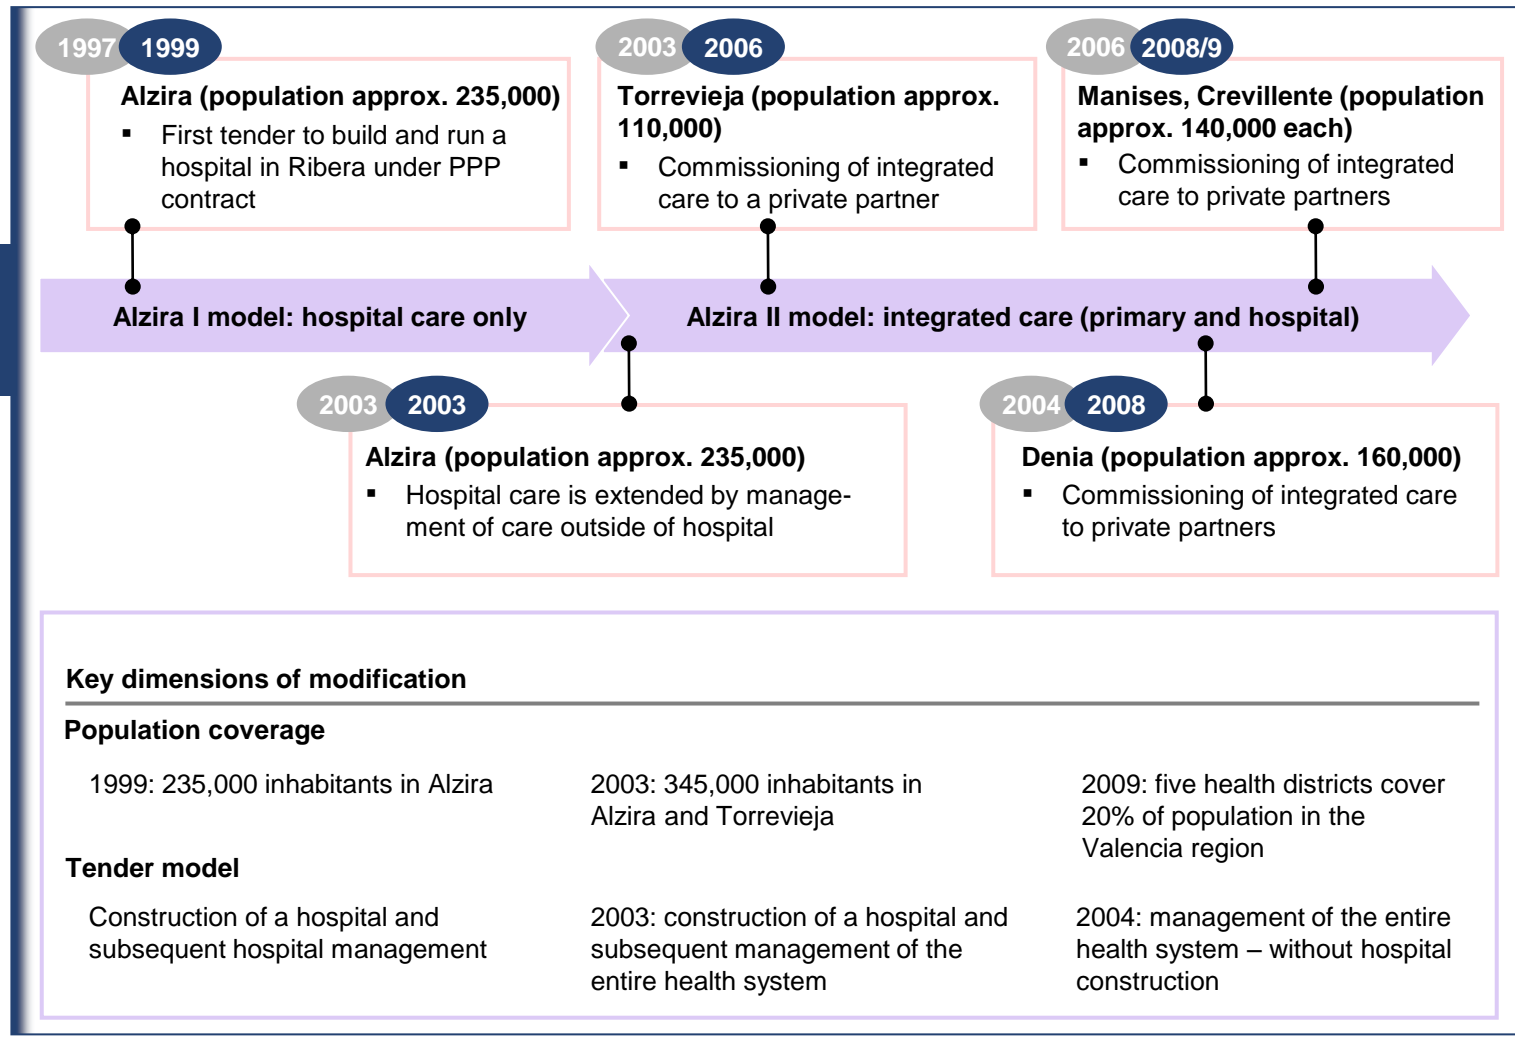 1997 1999
Alzira (population approx. 235,000)
▪ First tender to build and run a
hospital in Ribera under PPP
contract
2003 2006
Torrevieja (population approx.
110,000)
▪ Commissioning of integrated
care to a private partner
2006 2008/9
Manises, Crevillente (population
approx. 140,000 each)
▪ Commissioning of integrated
care to private partners
Alzira I model: hospital care only
Alzira II model: integrated care (primary and hospital)
2003 2003
Alzira (population approx. 235,000)
▪ Hospital care is extended by manage-
ment of care outside of hospital
2004 2008
Denia (population approx. 160,000)
▪ Commissioning of integrated care
to private partners
Key dimensions of modification
Population coverage
1999: 235,000 inhabitants in Alzira
2003: 345,000 inhabitants in
Alzira and Torrevieja
2009: five health districts cover
20% of population in the
Valencia region
Tender model
Construction of a hospital and
subsequent hospital management
2003: construction of a hospital and
subsequent management of the
entire health system
2004: management of the entire
health system – without hospital
construction